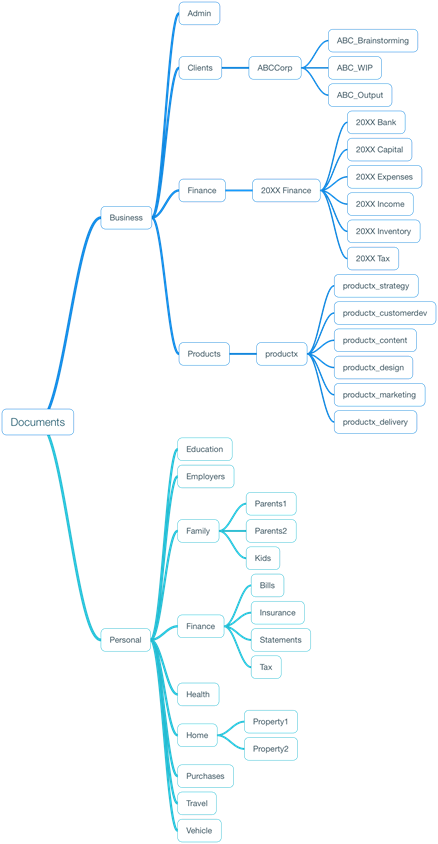 Admin
ABC_Brainstorming
Clients
ABCCorp
ABC_WIP
ABC_Output
20XX Bank
20XX Capital
20XX Expenses
Finance
20XX Finance
20XX Income
Business
20XX Inventory
20XX Tax
productx_strategy
productx_customerdev
productx_content
Products
productx
productx_design
productx_marketing
productx_delivery
Documents
Education
Employers
Parents1
Family
Parents2
Kids
Bills
Insurance
Finance
Statements
Personal
Tax
Health
Property1
Home
Property2
Purchases
Travel
Vehicle